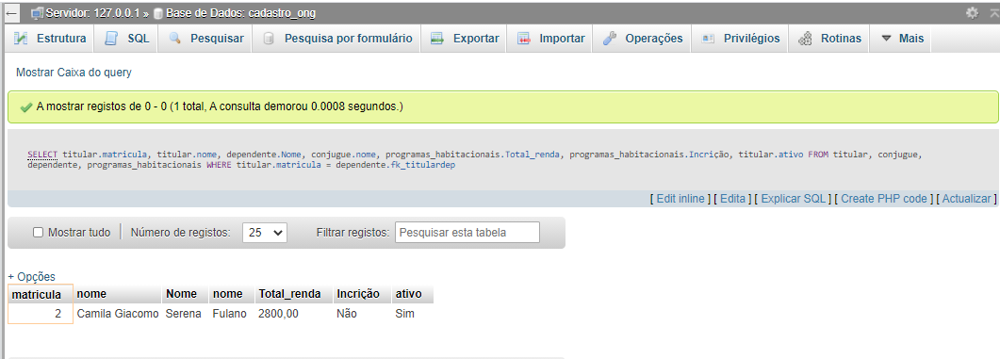 Servidor: 127.0.0.1 » Base de Dados: cadastro_ong
Estrutura SQL Pesquisar Pesquisa por formulário Exportar Importar Operações Privilégios Rotinas Mais
Mostrar Caixa do query
A mostrar registos de 0 - 0 (1 total, A consulta demorou 0.0008 segundos.)
SELECT titular.matricula, titular.nome, dependente.Nome, conjugue.nome, programas_habitacionais.Total_renda, programas_habitacionais.Incrição, titular.ativo FROM titular, conjugue,
dependente, programas_habitacionais WHERE titular.matricula = dependente.fk_titulardep
[ Edit inline ] [ Edita ] [ Explicar SQL ] [ Create PHP code ] [ Actualizar ]
Mostrar tudo Número de registos: 25 Filtrar registos: Pesquisar esta tabela
+ Opções
matricula nome Nome nome Total_renda Incrição ativo
2 Camila Giacomo Serena Fulano 2800,00 Não Sim